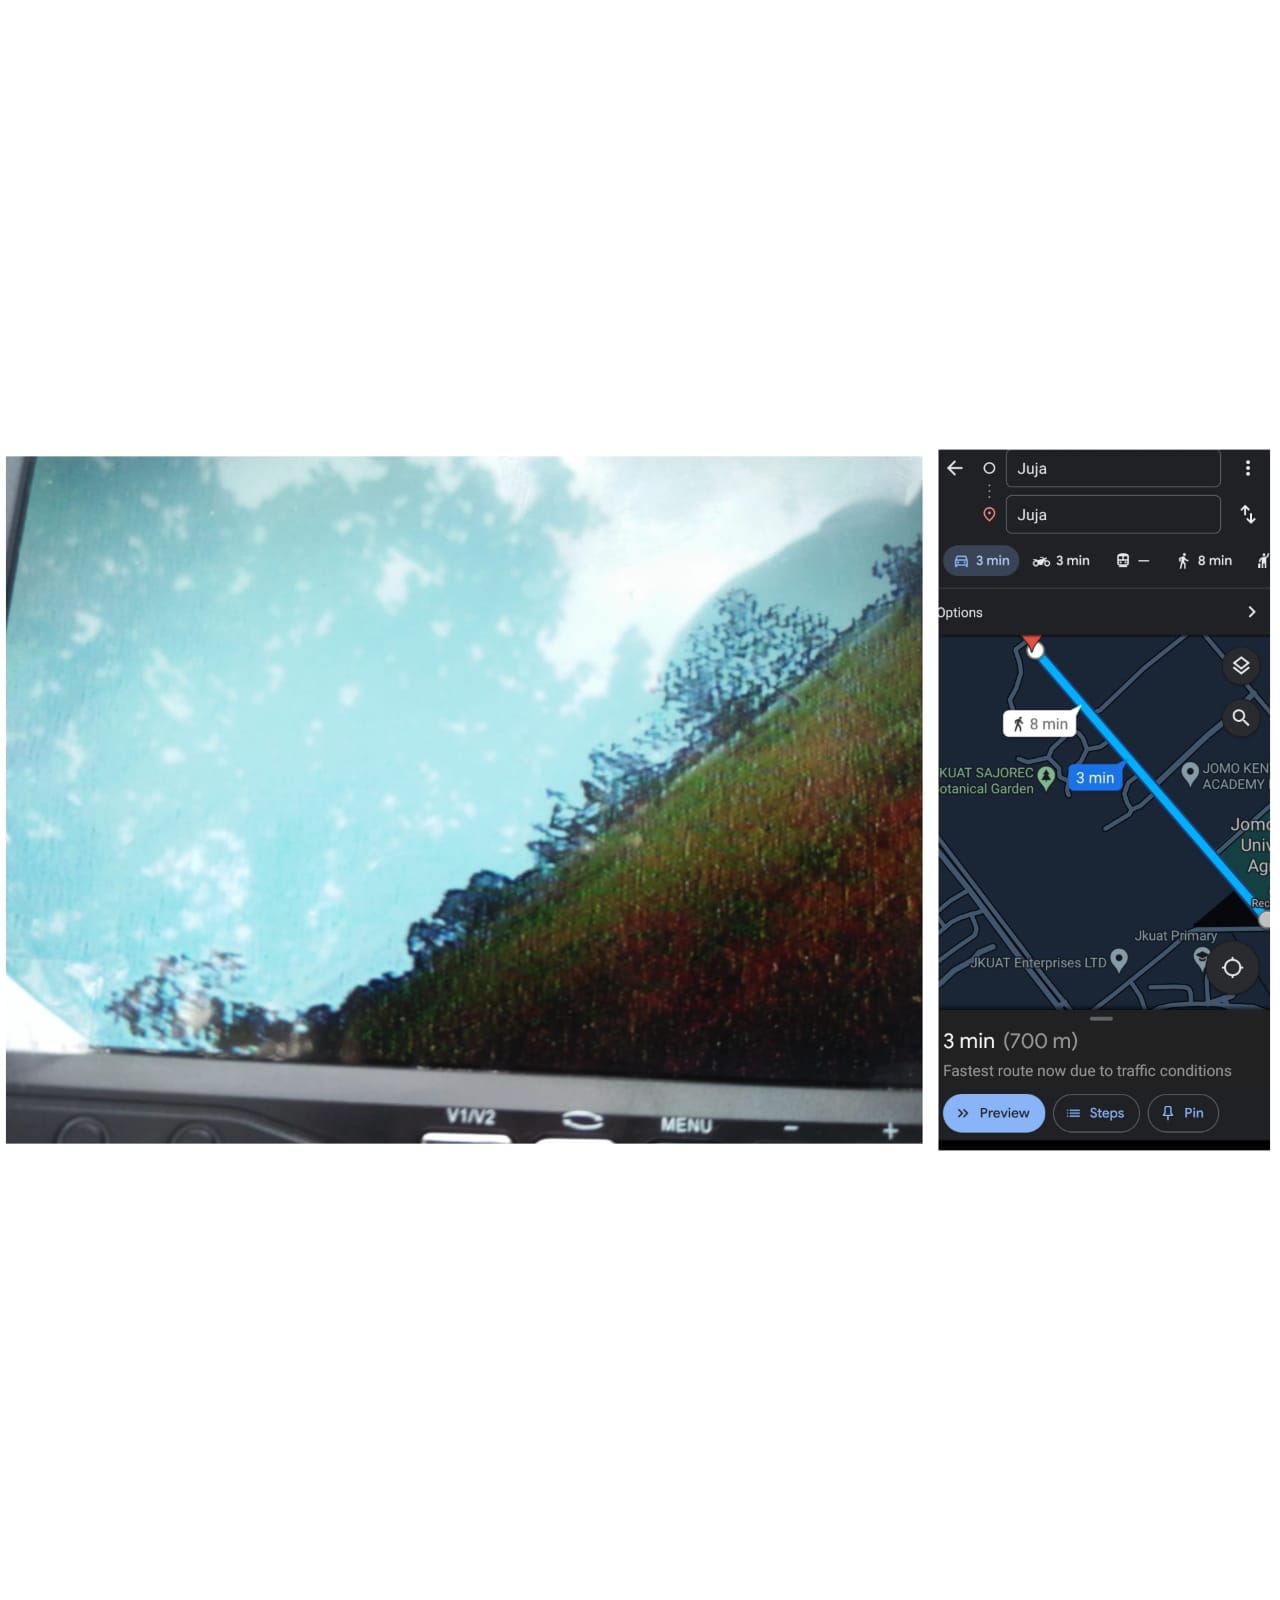 V1/V2
MENU
-
+
Juja
Juja
3 min
3 min
—
8 min
Options
8 min
3 min
KUAT SAJOREC
otanical Garden
JOMO KEN
ACADEMY
Jomo
Univ
Ag
Rec
Jkuat Primary
JKUAT Enterprises LTD
3 min (700 m)
Fastest route now due to traffic conditions
Preview
Steps
Pin